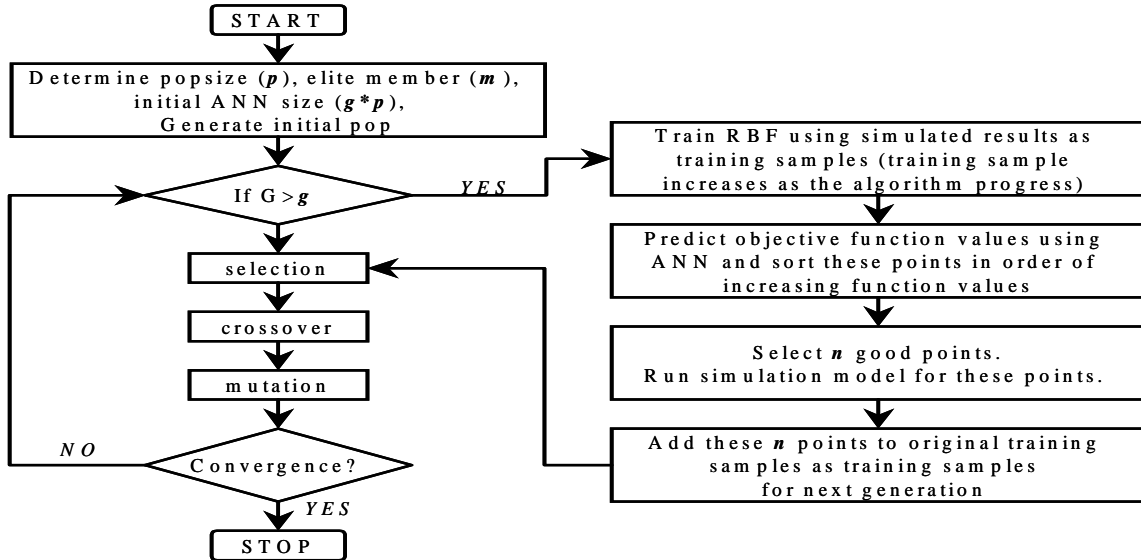 START
Determine popsize (p), elite member (m),
initial ANN size (g*p),
Generate initial pop
If G>g
YES
selection
crossover
mutation
Convergence?
NO
YES
STOP
Train RBF using simulated results as
training samples (training sample
increases as the algorithm progress)
Predict objective function values using
ANN and sort these points in order of
increasing function values
Select n good points.
Run simulation model for these points.
Add these n points to original training
samples as training samples
for next generation